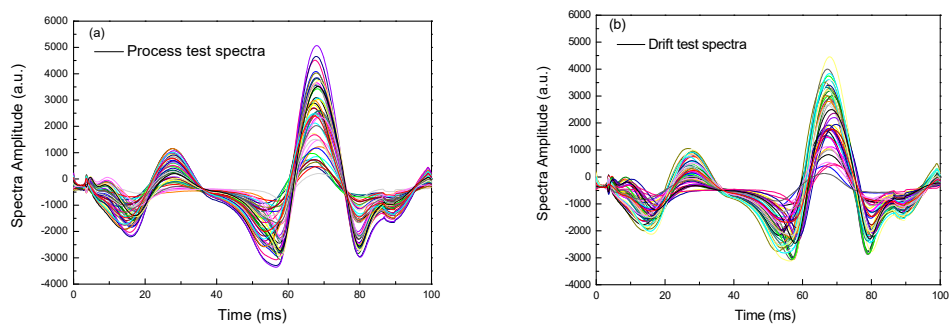 (a)
Process test spectra
Spectra Amplitude (a.u.)
6000
5000
4000
3000
2000
1000
0
-1000
-2000
-3000
-4000
0 20 40 60 80 100
Time (ms)
(b)
Drift test spectra
Spectra Amplitude (a.u.)
6000
5000
4000
3000
2000
1000
0
-1000
-2000
-3000
-4000
0 20 40 60 80 100
Time (ms)